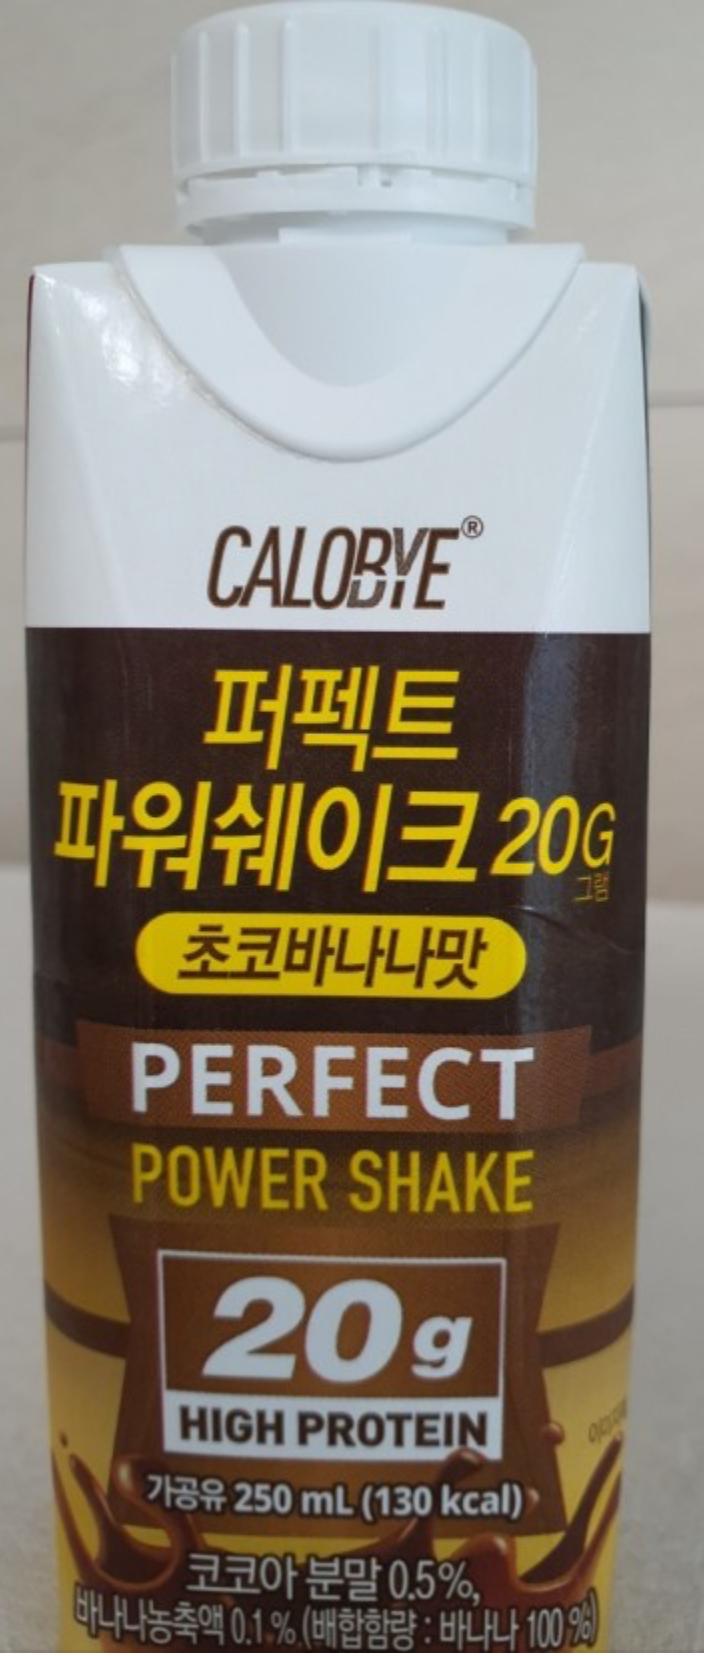 CALOBYE®
퍼펙트
파워쉐이크 20G
그램
초코바나나맛
PERFECT
POWER SHAKE
20g
HIGH PROTEIN
가공유 250 mL (130 kcal)
코코아 분말 0.5%,
바나나농축액 0.1 % (배합함량 : 바나나 100 %)